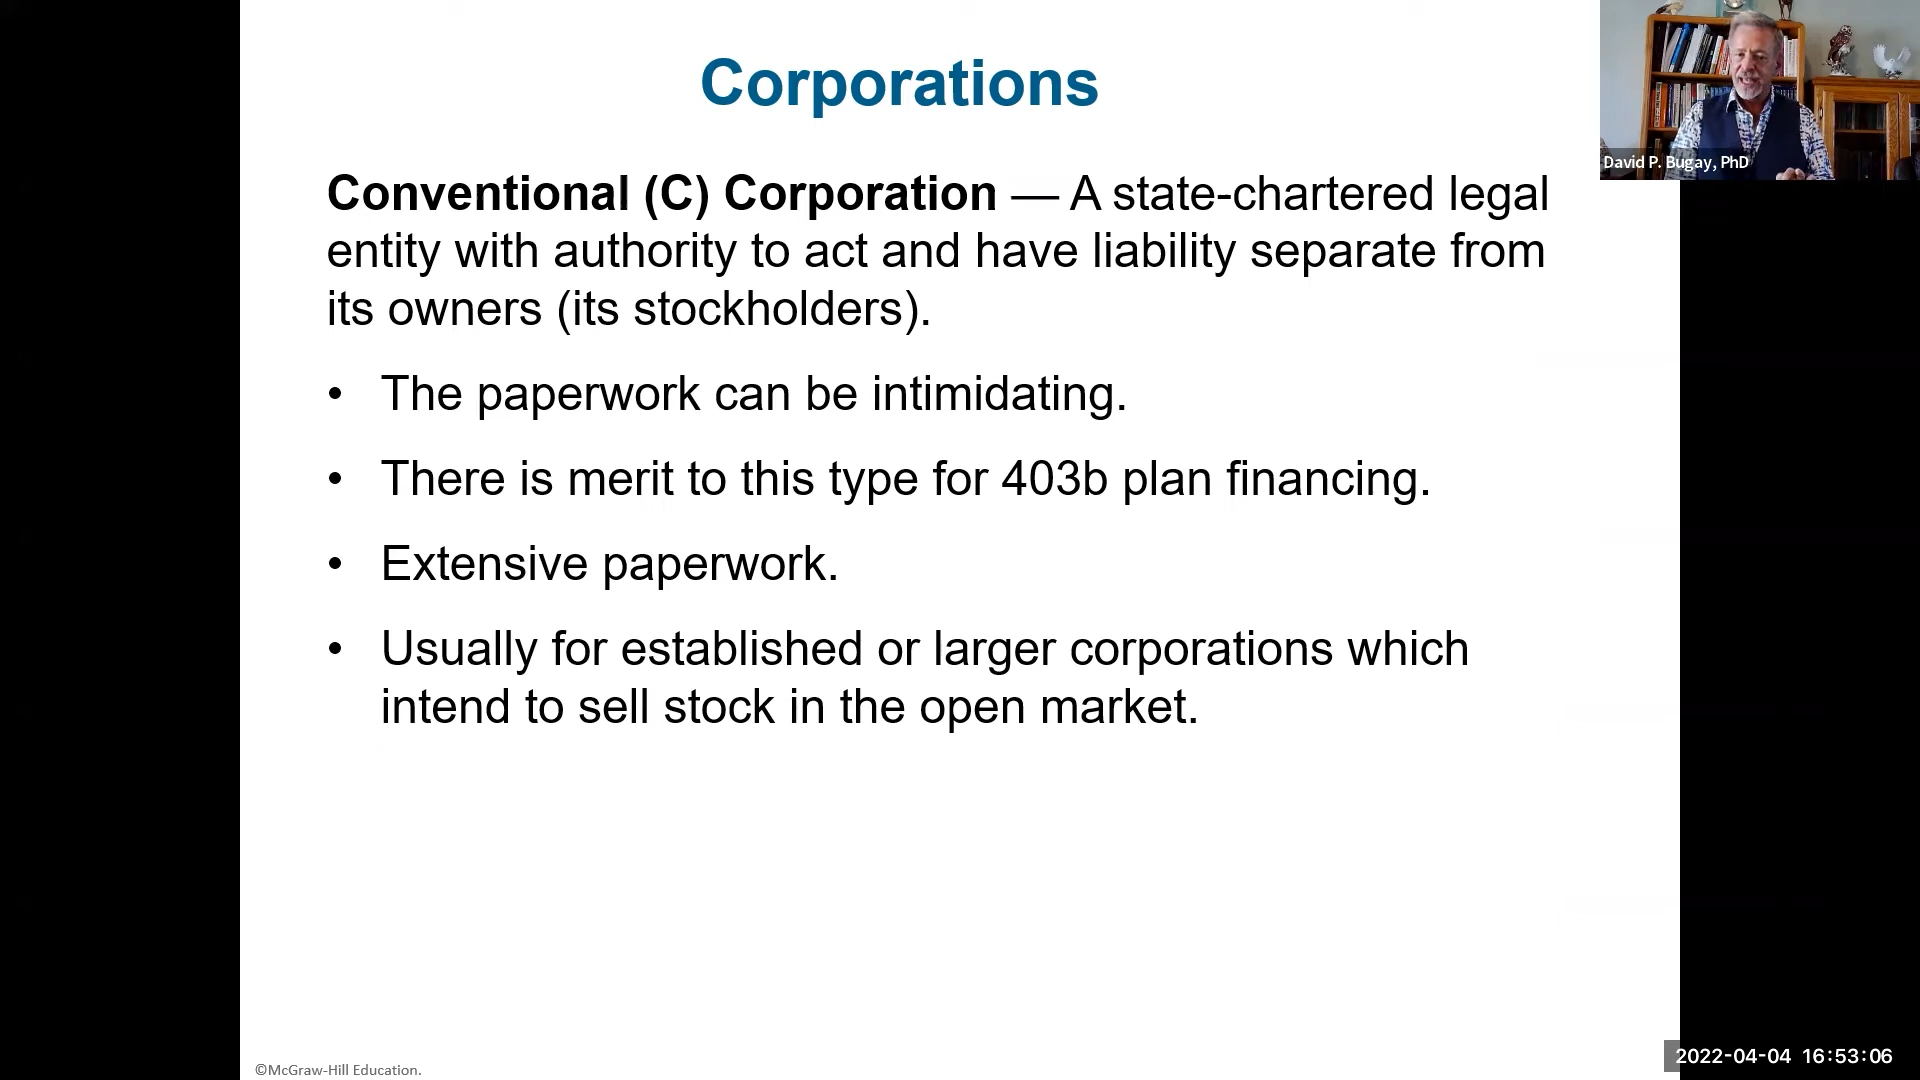 Corporations
Conventional (C) Corporation — A state-chartered legal
entity with authority to act and have liability separate from
its owners (its stockholders).
• The paperwork can be intimidating.
• There is merit to this type for 403b plan financing.
• Extensive paperwork.
• Usually for established or larger corporations which
intend to sell stock in the open market.
©McGraw-Hill Education.
David P. Bugay, PhD
2022-04-04 16:53:06